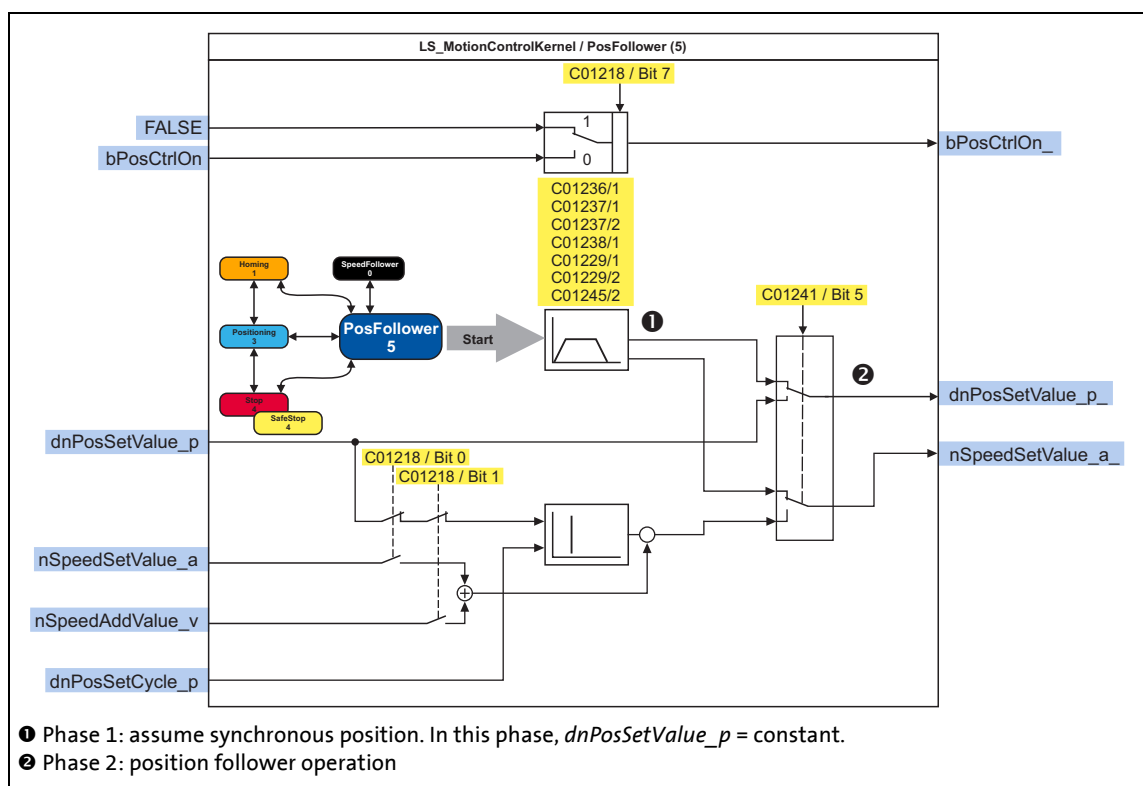 LS_MotionControlKernel / PosFollower (5)
C01218 / Bit 7
FALSE
1
bPosCtrlOn
0
bPosCtrlOn_
C01236/1
C01237/1
C01237/2
C01238/1
C01229/1
C01229/2
C01245/2
Homing
1
SpeedFollower
0
C01241 / Bit 5
Positioning
3
PosFollower
5
Start
❶
❷
Stop
4
SafeStop
4
dnPosSetValue_p_
dnPosSetValue_p
nSpeedSetValue_a_
C01218 / Bit 0
C01218 / Bit 1
nSpeedSetValue_a
nSpeedAddValue_v
dnPosSetCycle_p
❶ Phase 1: assume synchronous position. In this phase, dnPosSetValue_p = constant.
❷ Phase 2: position follower operation